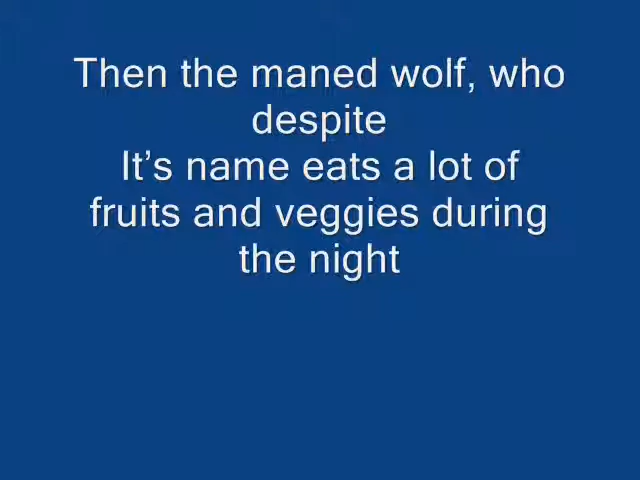 Then the maned wolf, who
despite
It’s name eats a lot of
fruits and veggies during
the night